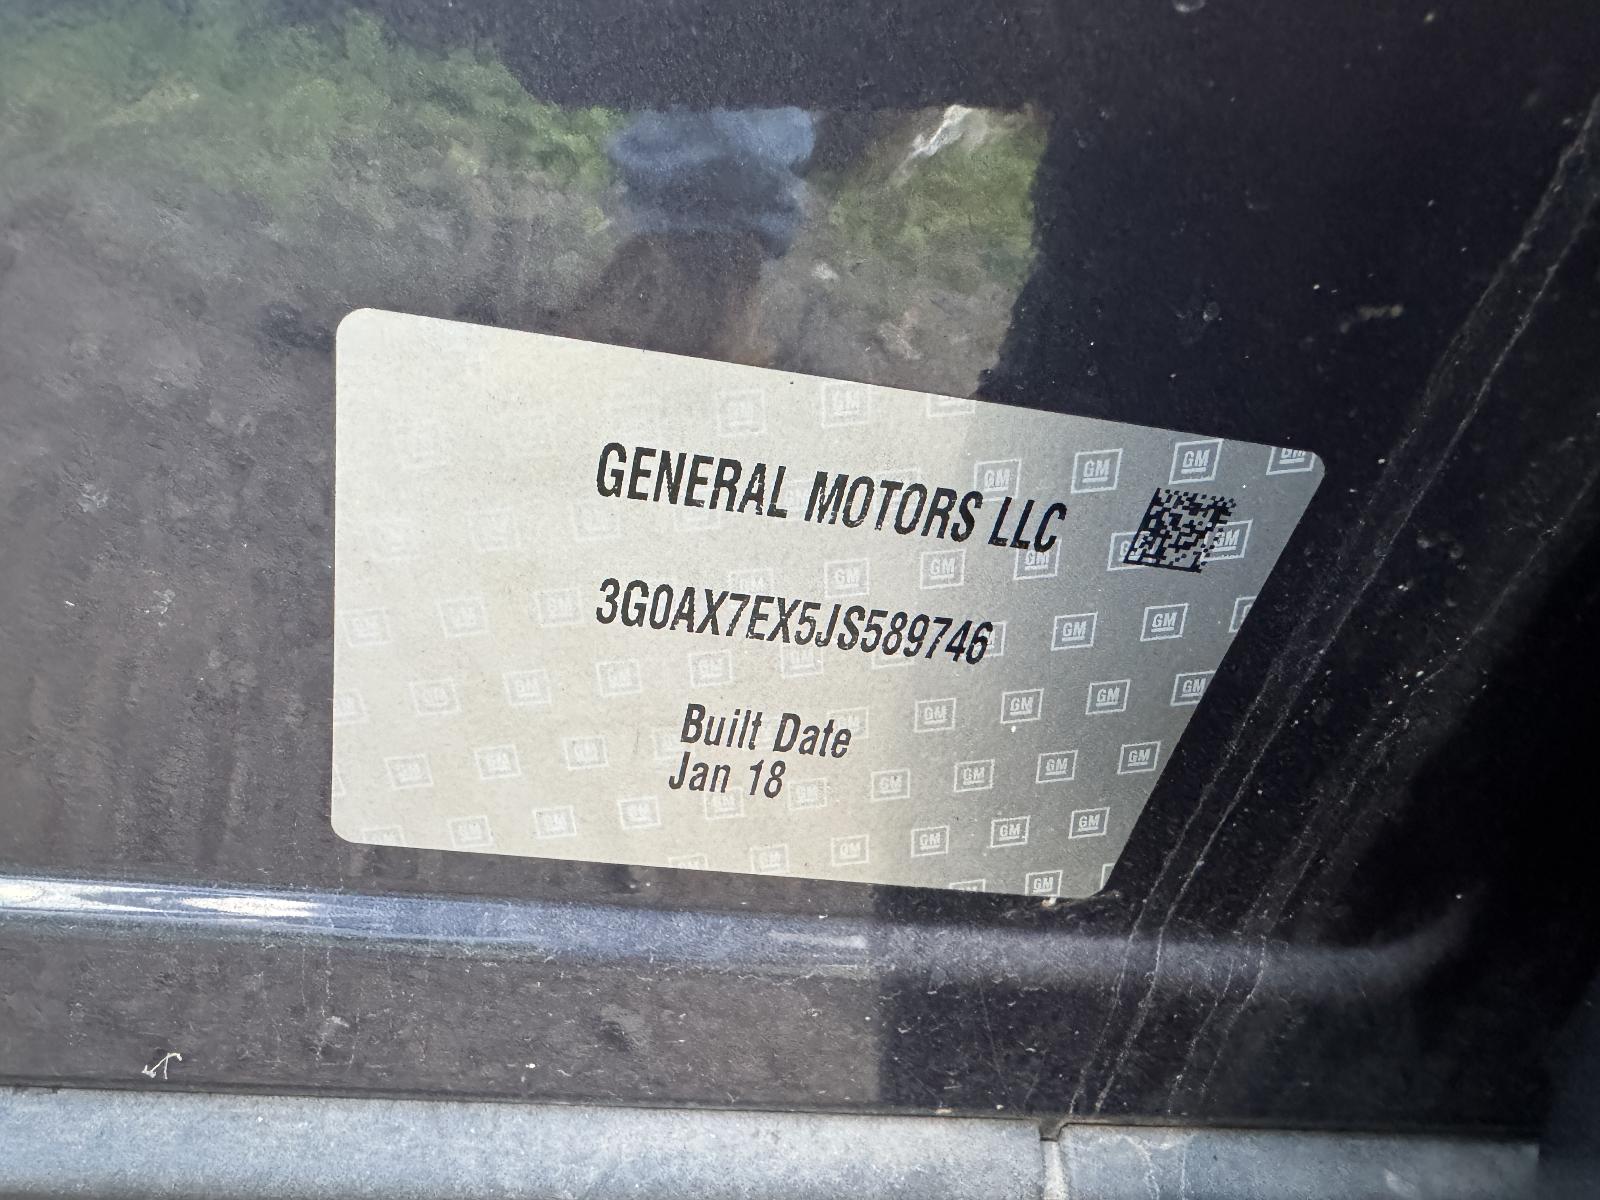 GENERAL MOTORS LLC
3G0AX7EX5JS589746
Built Date
Jan 18